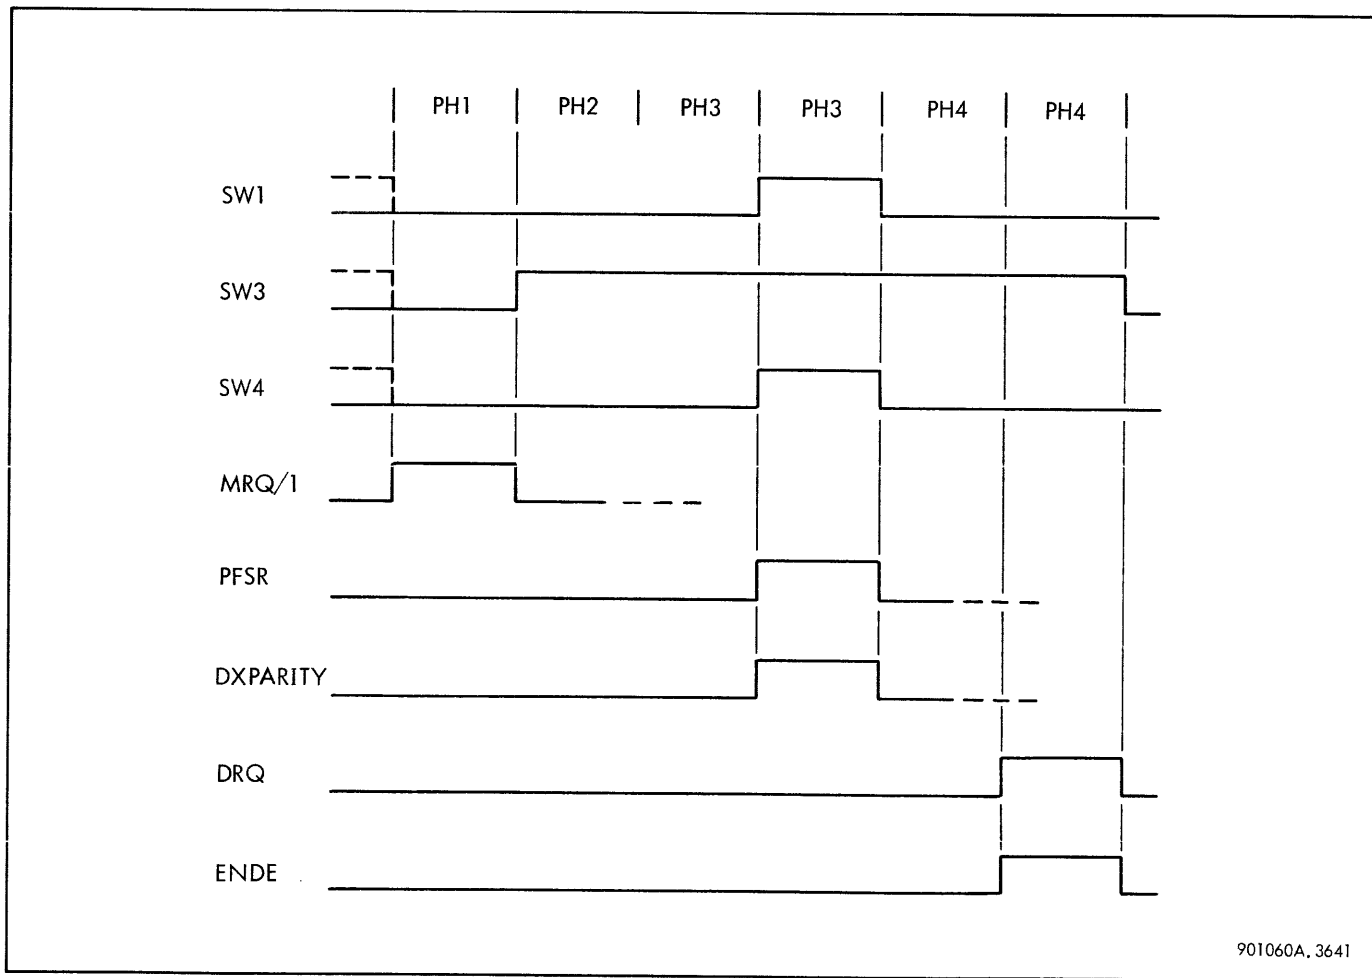 PH1 PH2 PH3 PH3 PH4 PH4
SW1
SW3
SW4
MRQ/1
PFSR
DXPARITY
DRQ
ENDE
901060A. 3641